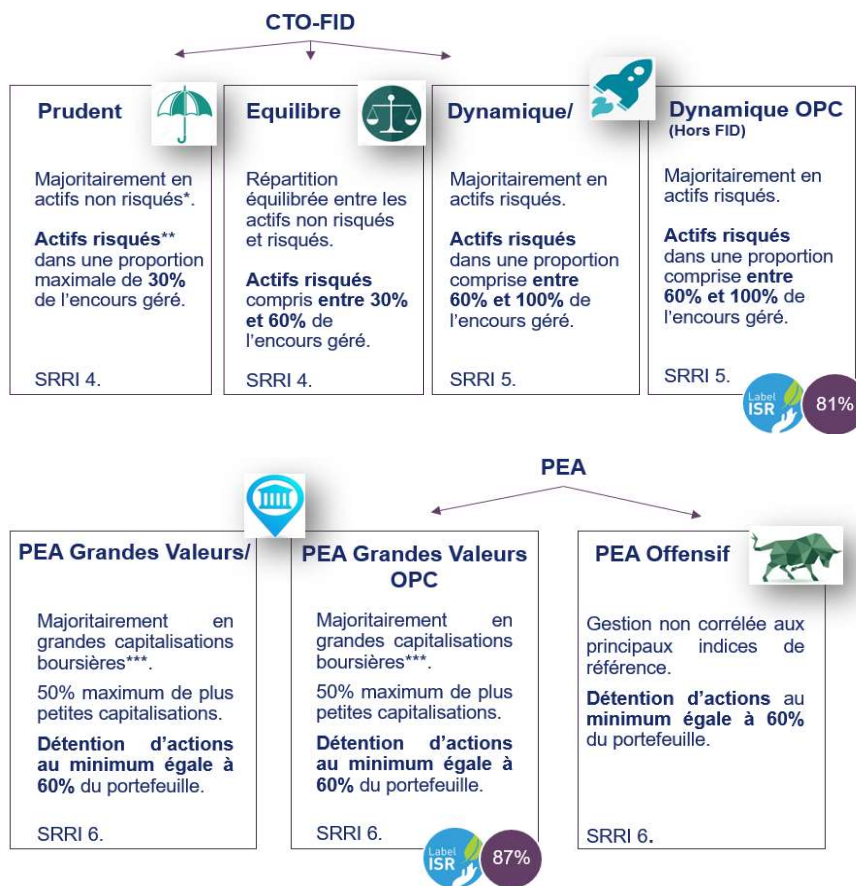 CTO-FID
Prudent
Majoritairement en
actifs non risqués*.
Actifs risqués**
dans une proportion
maximale de 30%
de l'encours géré.
SRRI 4.
Equilibre
Répartition
équilibrée entre les
actifs non risqués
et risqués.
Actifs risqués
compris entre 30%
et 60% de
l'encours géré.
SRRI 4.
Dynamique/
Majoritairement en
actifs risqués.
Actifs risqués
dans une proportion
comprise entre
60% et 100% de
l'encours géré.
SRRI 5.
Dynamique OPC
(Hors FID)
Majoritairement en
actifs risqués.
Actifs risqués
dans une proportion
comprise entre
60% et 100% de
l'encours géré.
SRRI 5.
Label
ISR
81%
PEA
PEA Grandes Valeurs/
Majoritairement en
grandes capitalisations
boursières***.
50% maximum de plus
petites capitalisations.
Détention d'actions
au minimum égale à
60% du portefeuille.
SRRI 6.
PEA Grandes Valeurs
OPC
Majoritairement en
grandes capitalisations
boursières***.
50% maximum de plus
petites capitalisations.
Détention d'actions
au minimum égale à
60% du portefeuille.
SRRI 6.
Label
ISR
87%
PEA Offensif
Gestion non corrélée aux
principaux indices de
référence.
Détention d'actions au
minimum égale à 60%
du portefeuille.
SRRI 6.